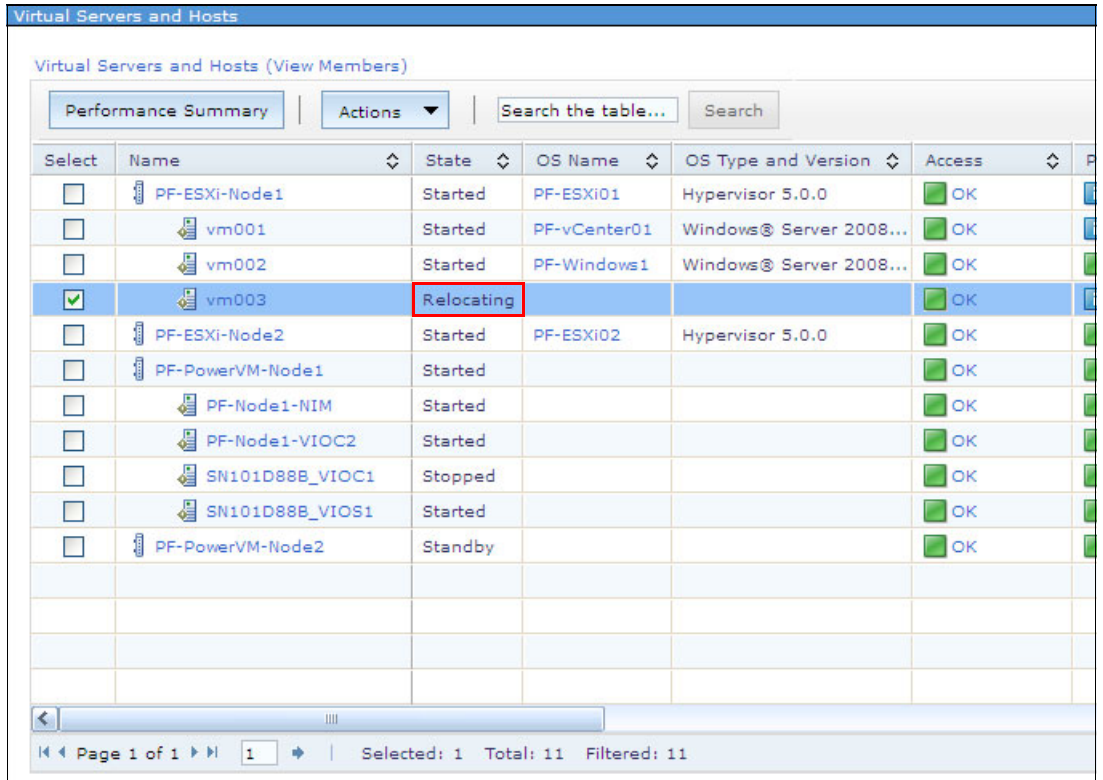 Virtual Servers and Hosts
Virtual Servers and Hosts (View Members)
Performance Summary | Actions | Search the table... Search
Select Name State OS Name OS Type and Version Access P
PF-ESXi-Node1 Started PF-ESXi01 Hypervisor 5.0.0 OK
vm001 Started PF-vCenter01 Windows® Server 2008... OK
vm002 Started PF-Windows1 Windows® Server 2008... OK
vm003 Relocating OK
PF-ESXi-Node2 Started PF-ESXi02 Hypervisor 5.0.0 OK
PF-PowerVM-Node1 Started OK
PF-Node1-NIM Started OK
PF-Node1-VIOC2 Started OK
SN101D88B_VIOC1 Stopped OK
SN101D88B_VIOS1 Started OK
PF-PowerVM-Node2 Standby OK
Page 1 of 1 1 | Selected: 1 Total: 11 Filtered: 11